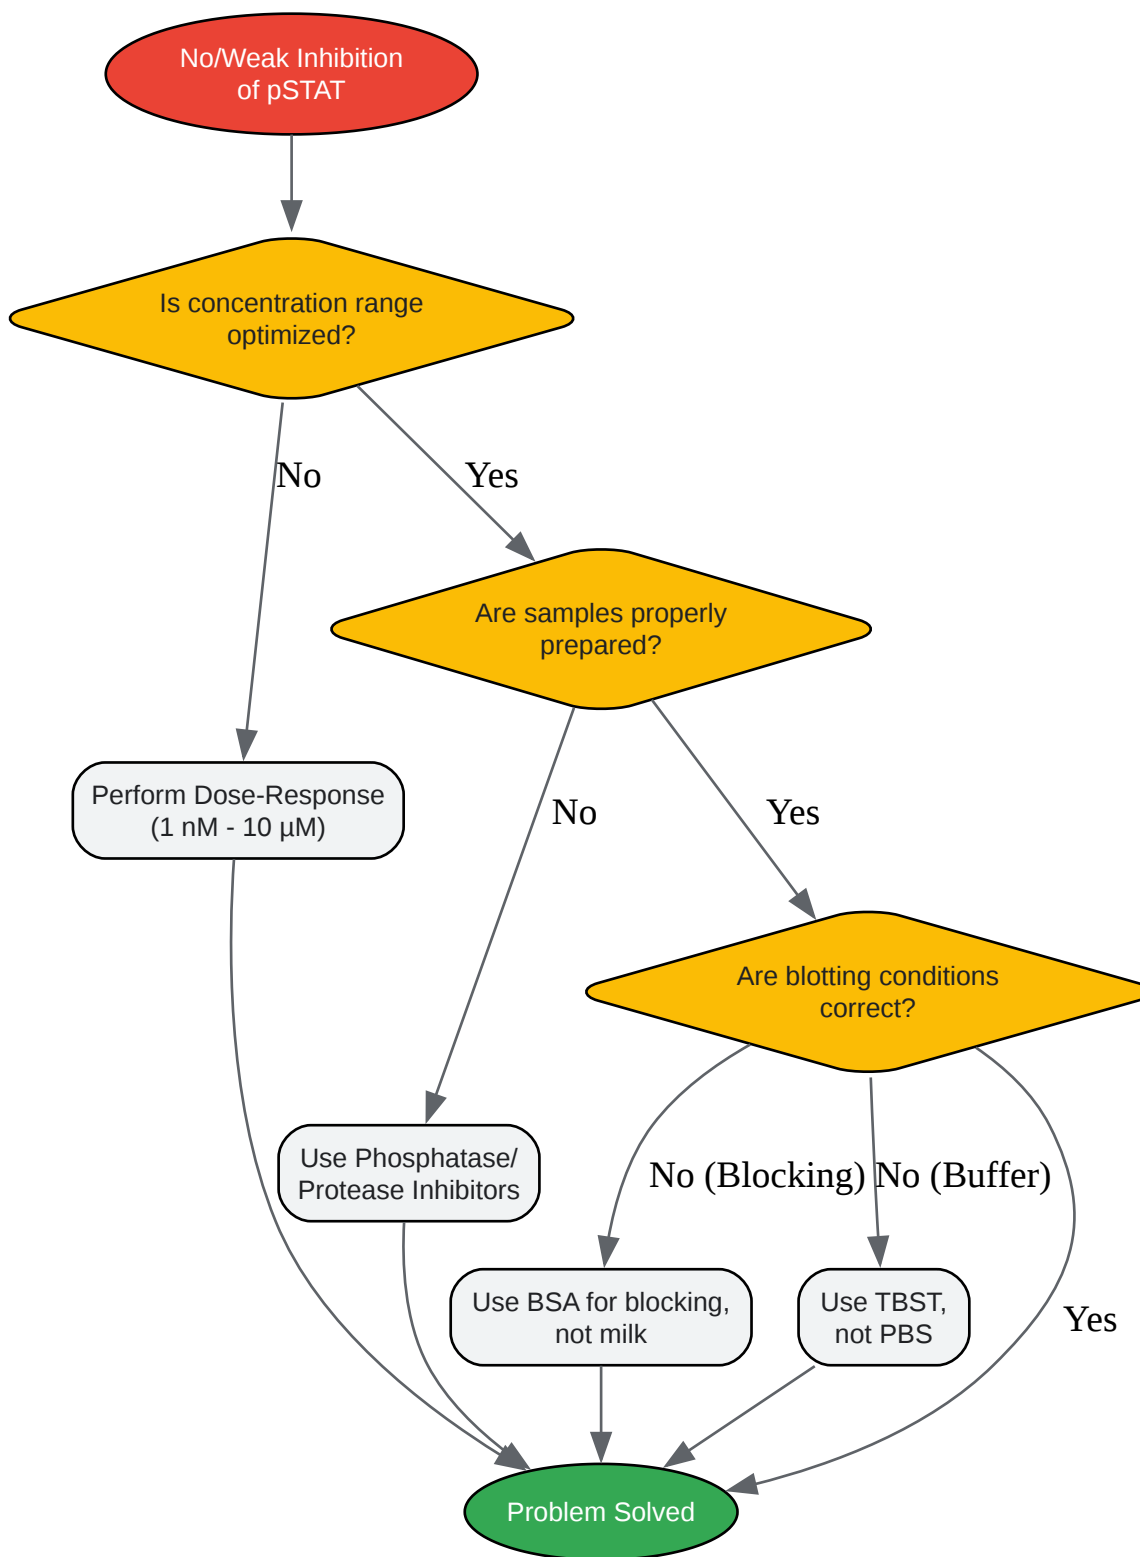 No/Weak Inhibition
of pSTAT
Is concentration range
optimized?
No
Yes
Are samples properly
prepared?
Perform Dose-Response
(1 nM - 10 µM)
No
Yes
Are blotting conditions
correct?
Use Phosphatase/
Protease Inhibitors
No (Blocking)
No (Buffer)
Use BSA for blocking,
not milk
Use TBST,
not PBS
Yes
Problem Solved